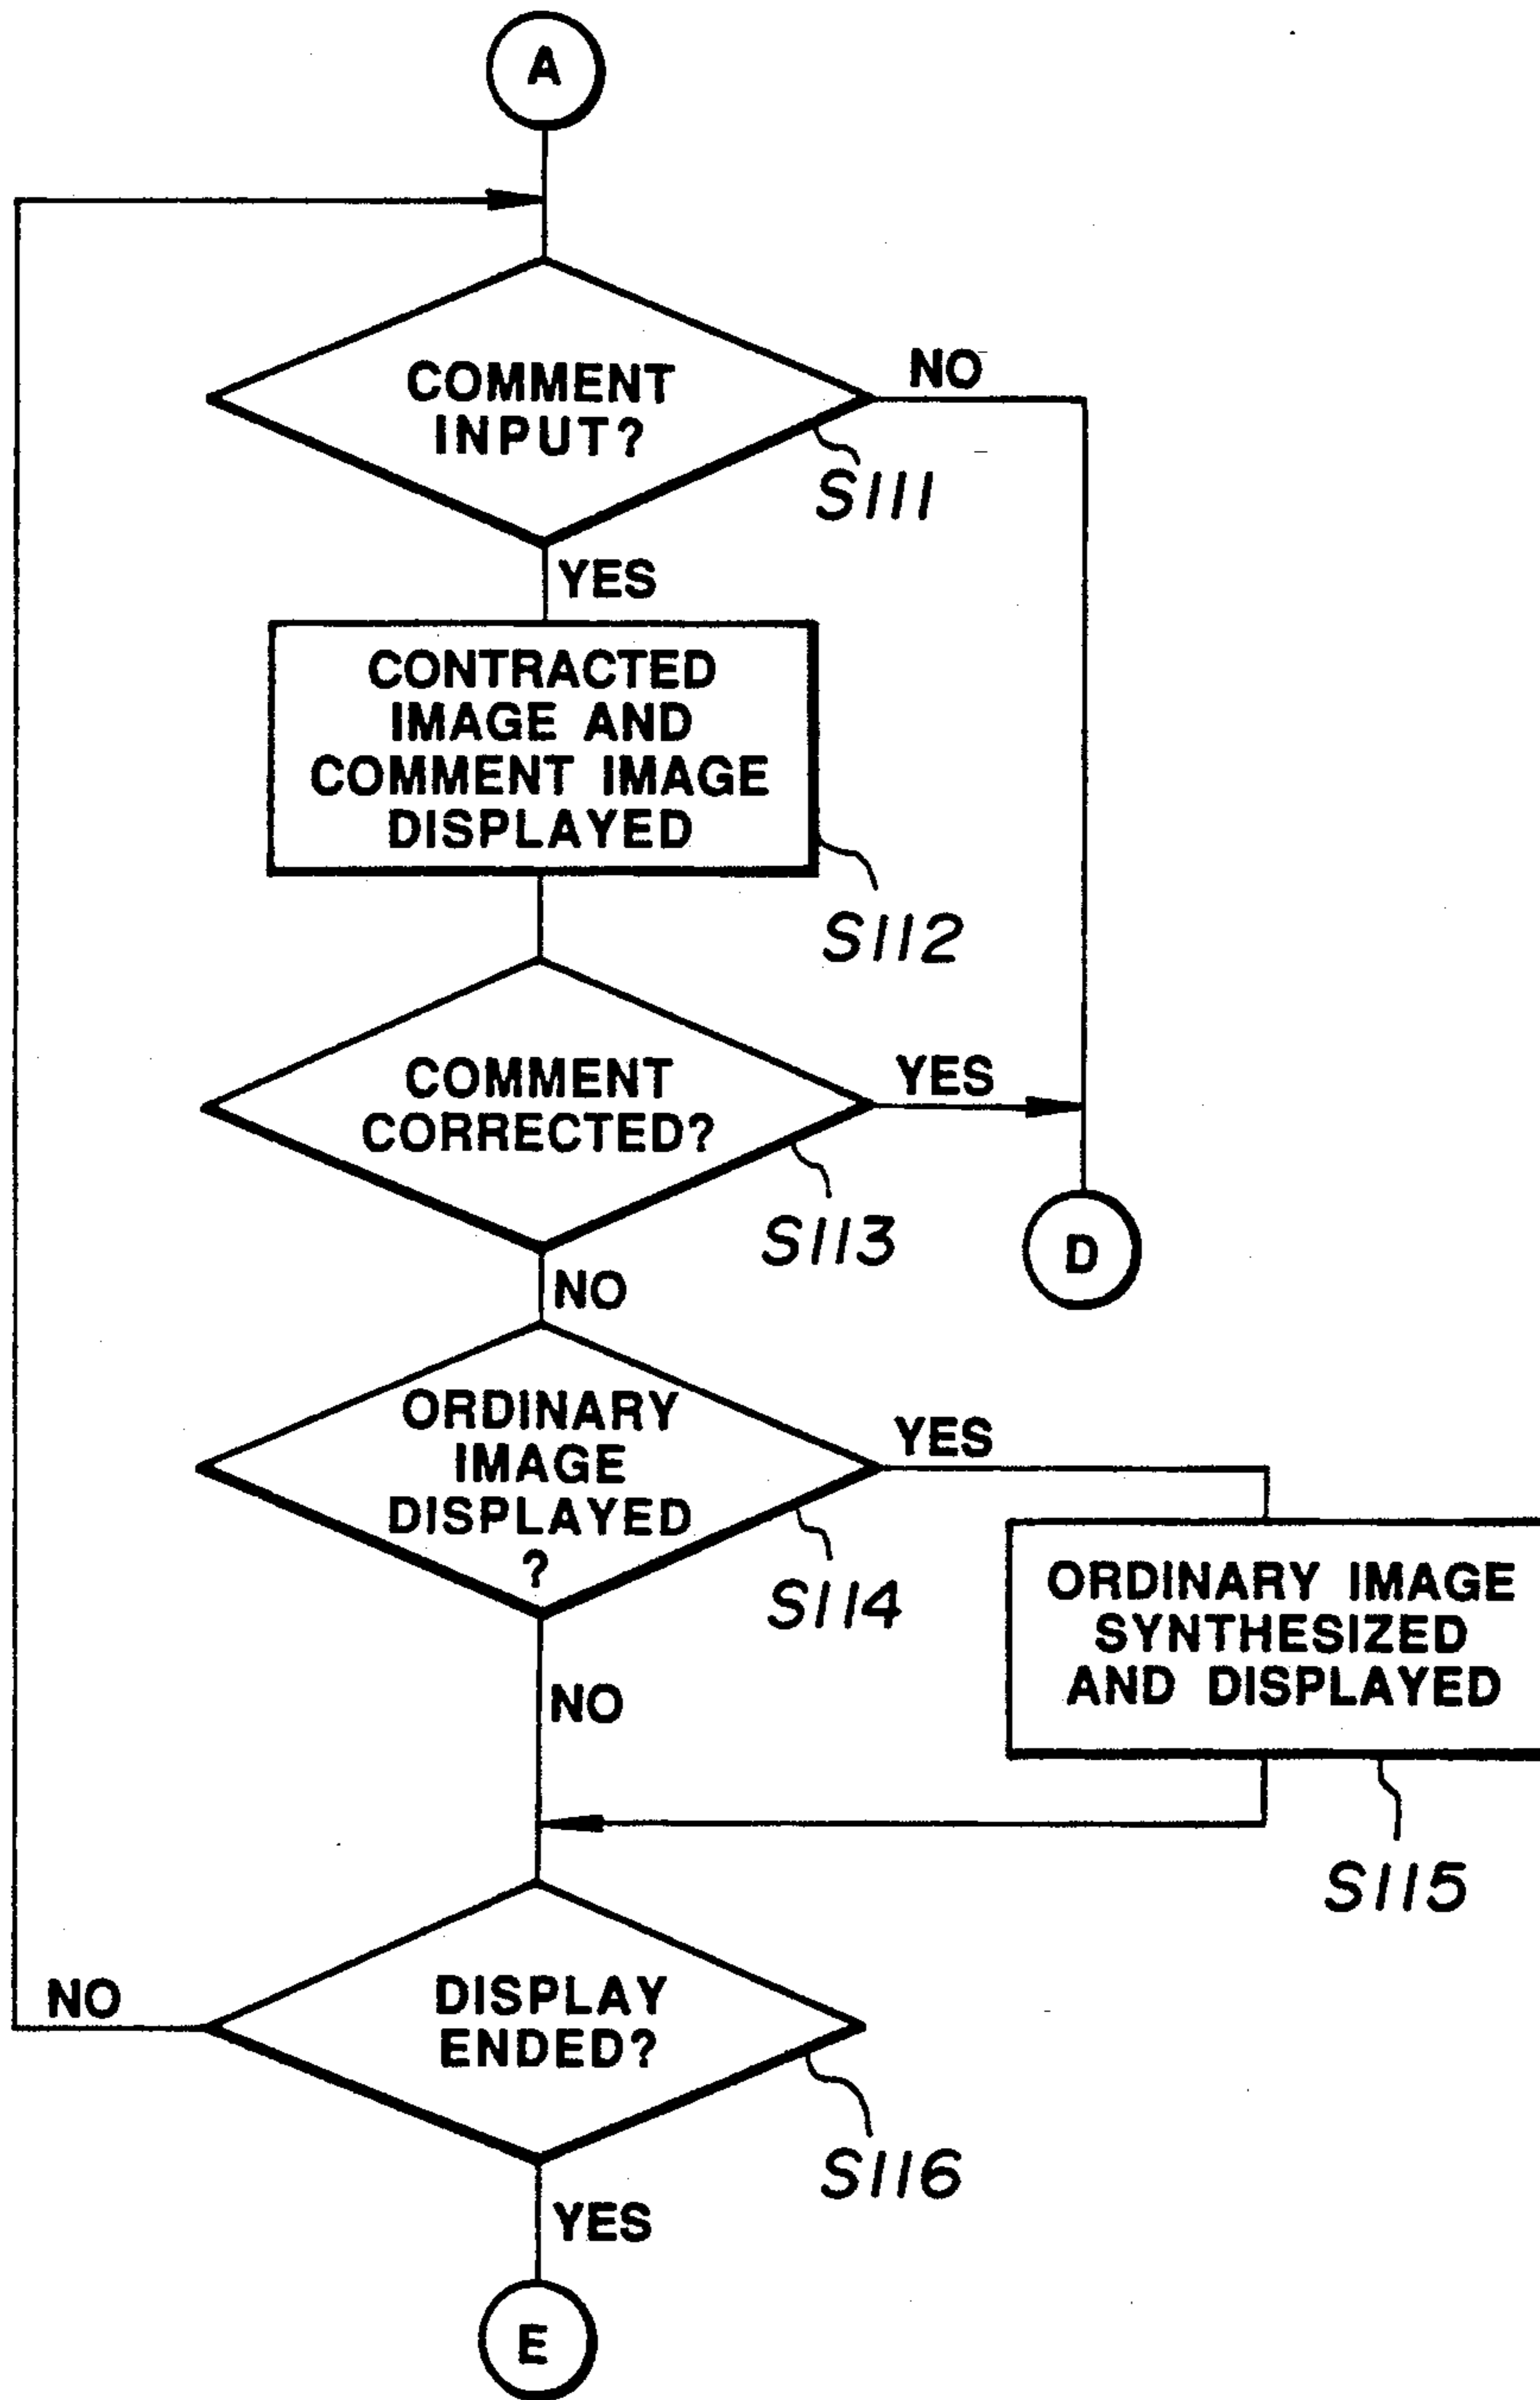 A
COMMENT
INPUT?
NO
S111
YES
CONTRACTED
IMAGE AND
COMMENT IMAGE
DISPLAYED
S112
COMMENT
CORRECTED?
YES
S113
D
NO
ORDINARY
IMAGE
DISPLAYED
?
YES
S114
ORDINARY IMAGE
SYNTHESIZED
AND DISPLAYED
NO
S115
DISPLAY
ENDED?
NO
S116
YES
E